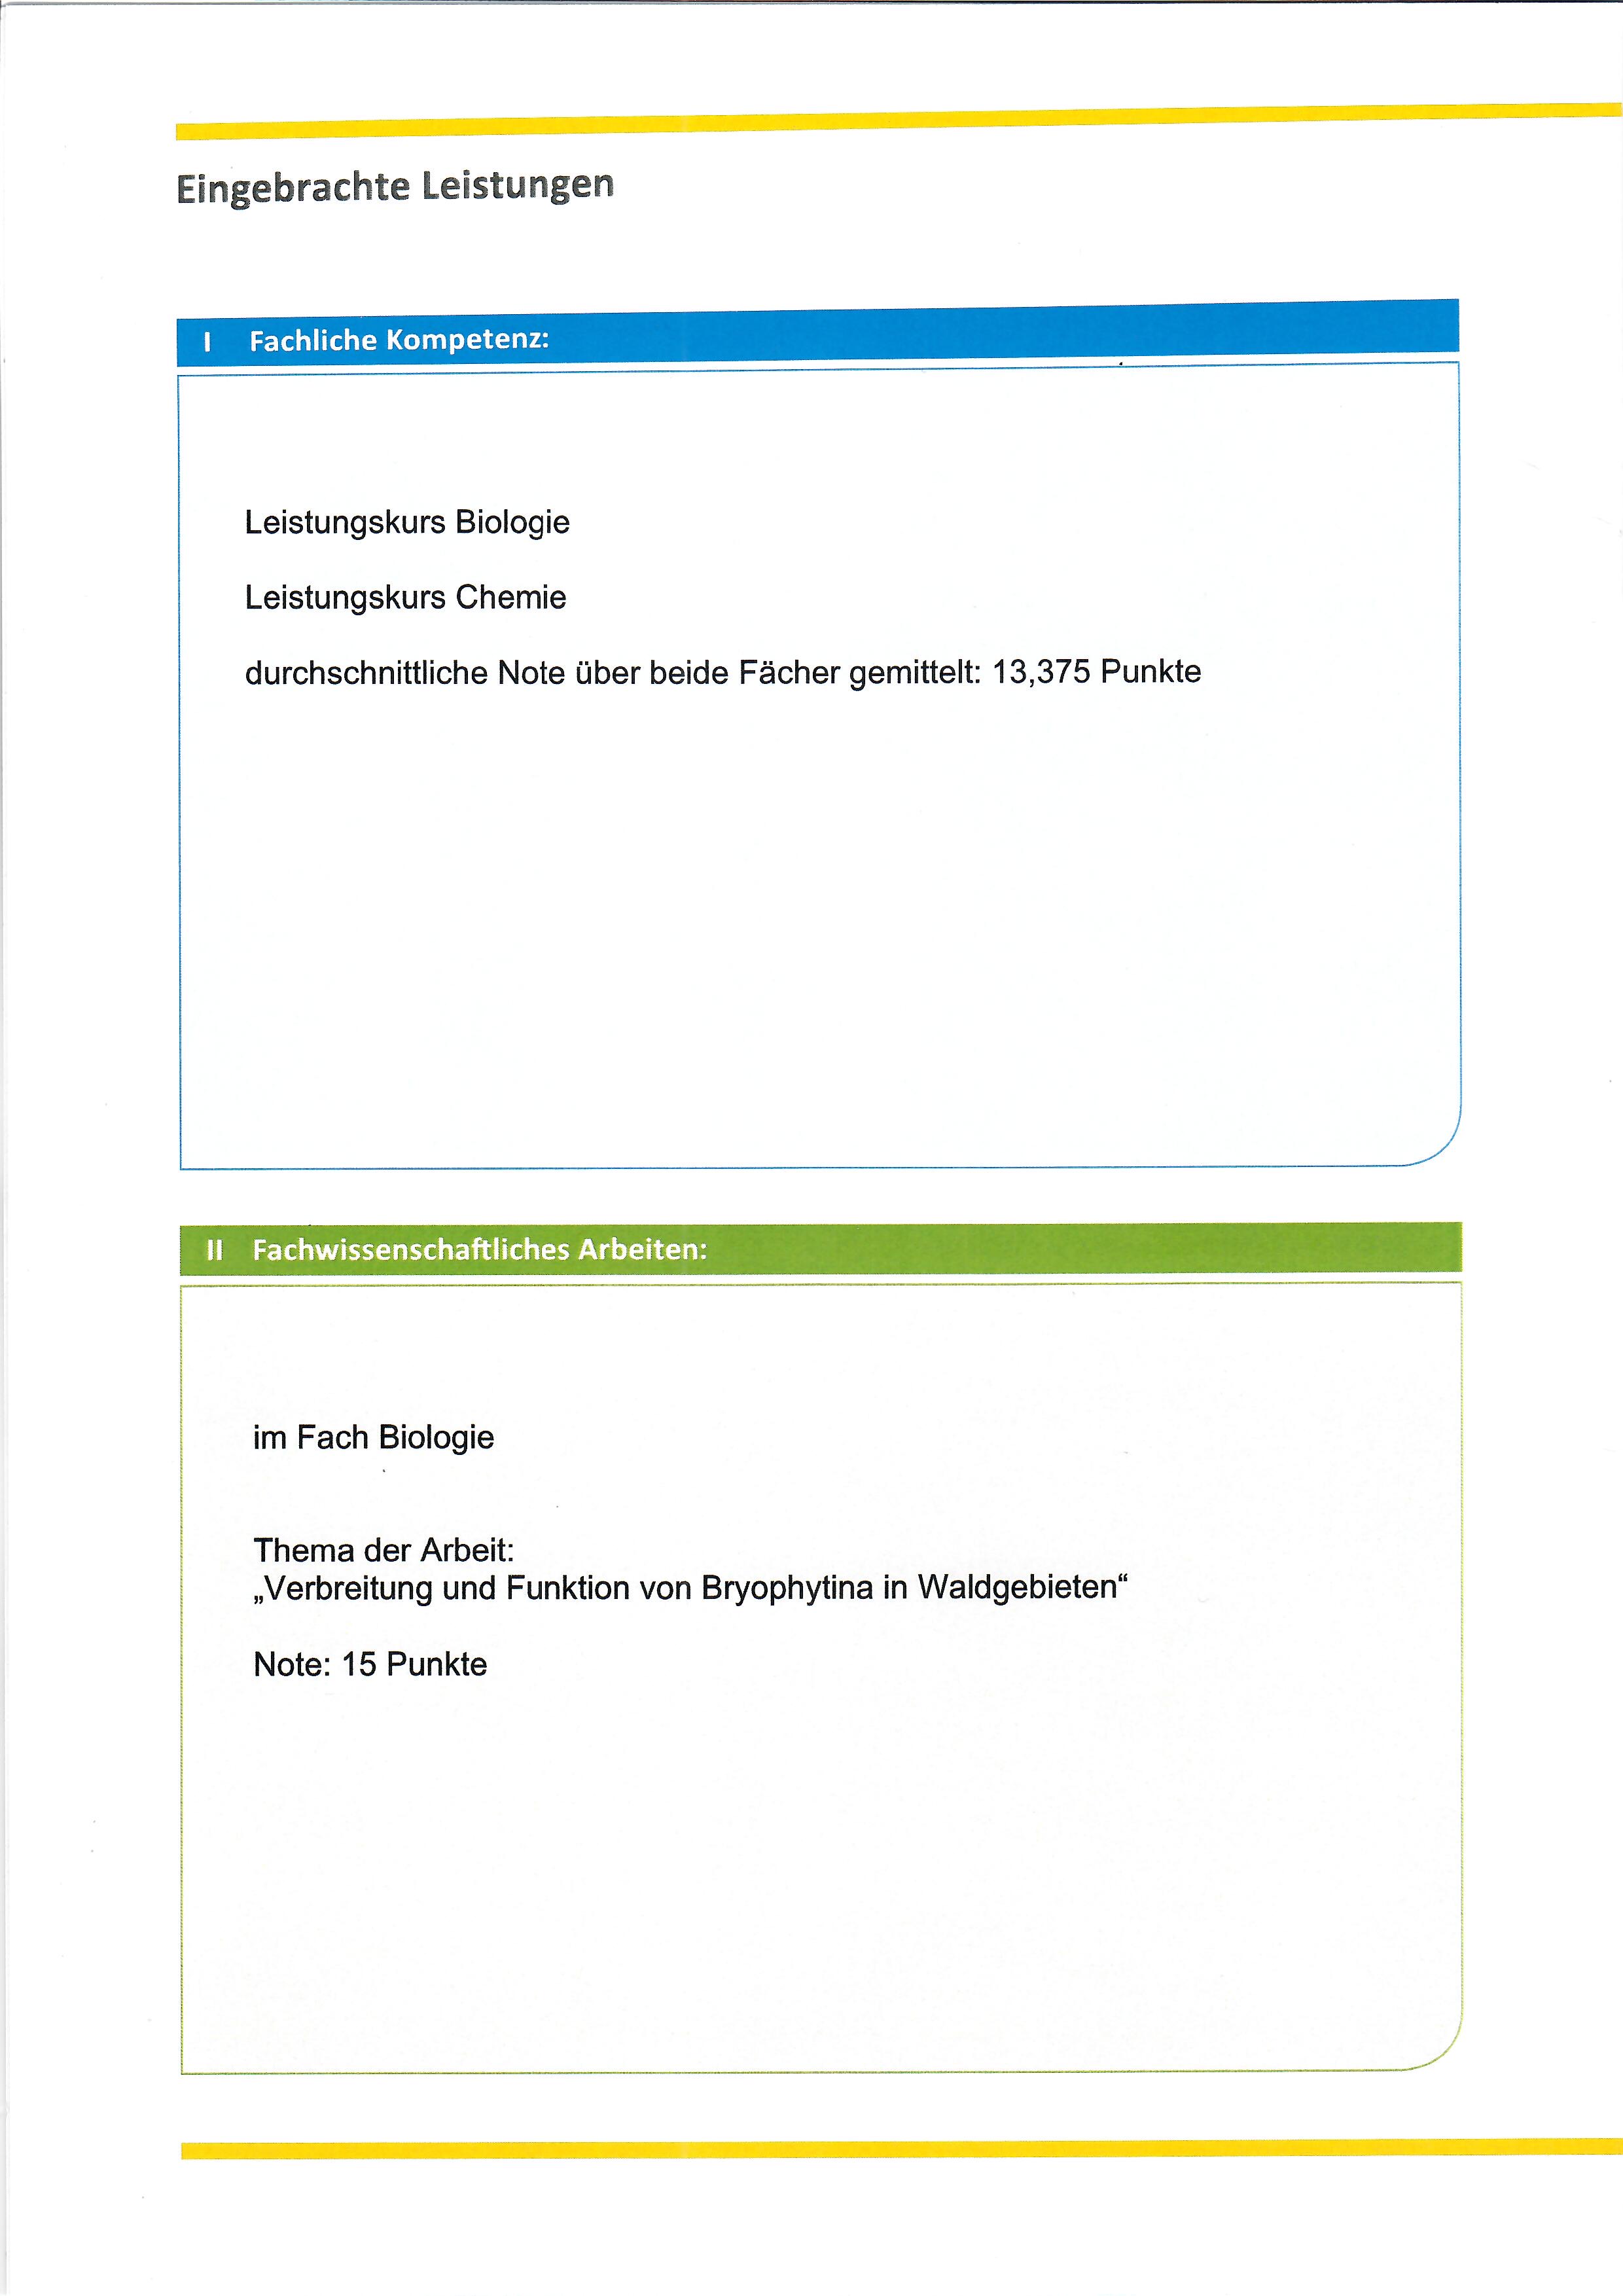 Eingebrachte Leistungen
I Fachliche Kompetenz:
Leistungskurs Biologie
Leistungskurs Chemie
durchschnittliche Note über beide Fächer gemittelt: 13,375 Punkte
II Fachwissenschaftliches Arbeiten:
im Fach Biologie
Thema der Arbeit:
„Verbreitung und Funktion von Bryophytina in Waldgebieten“
Note: 15 Punkte